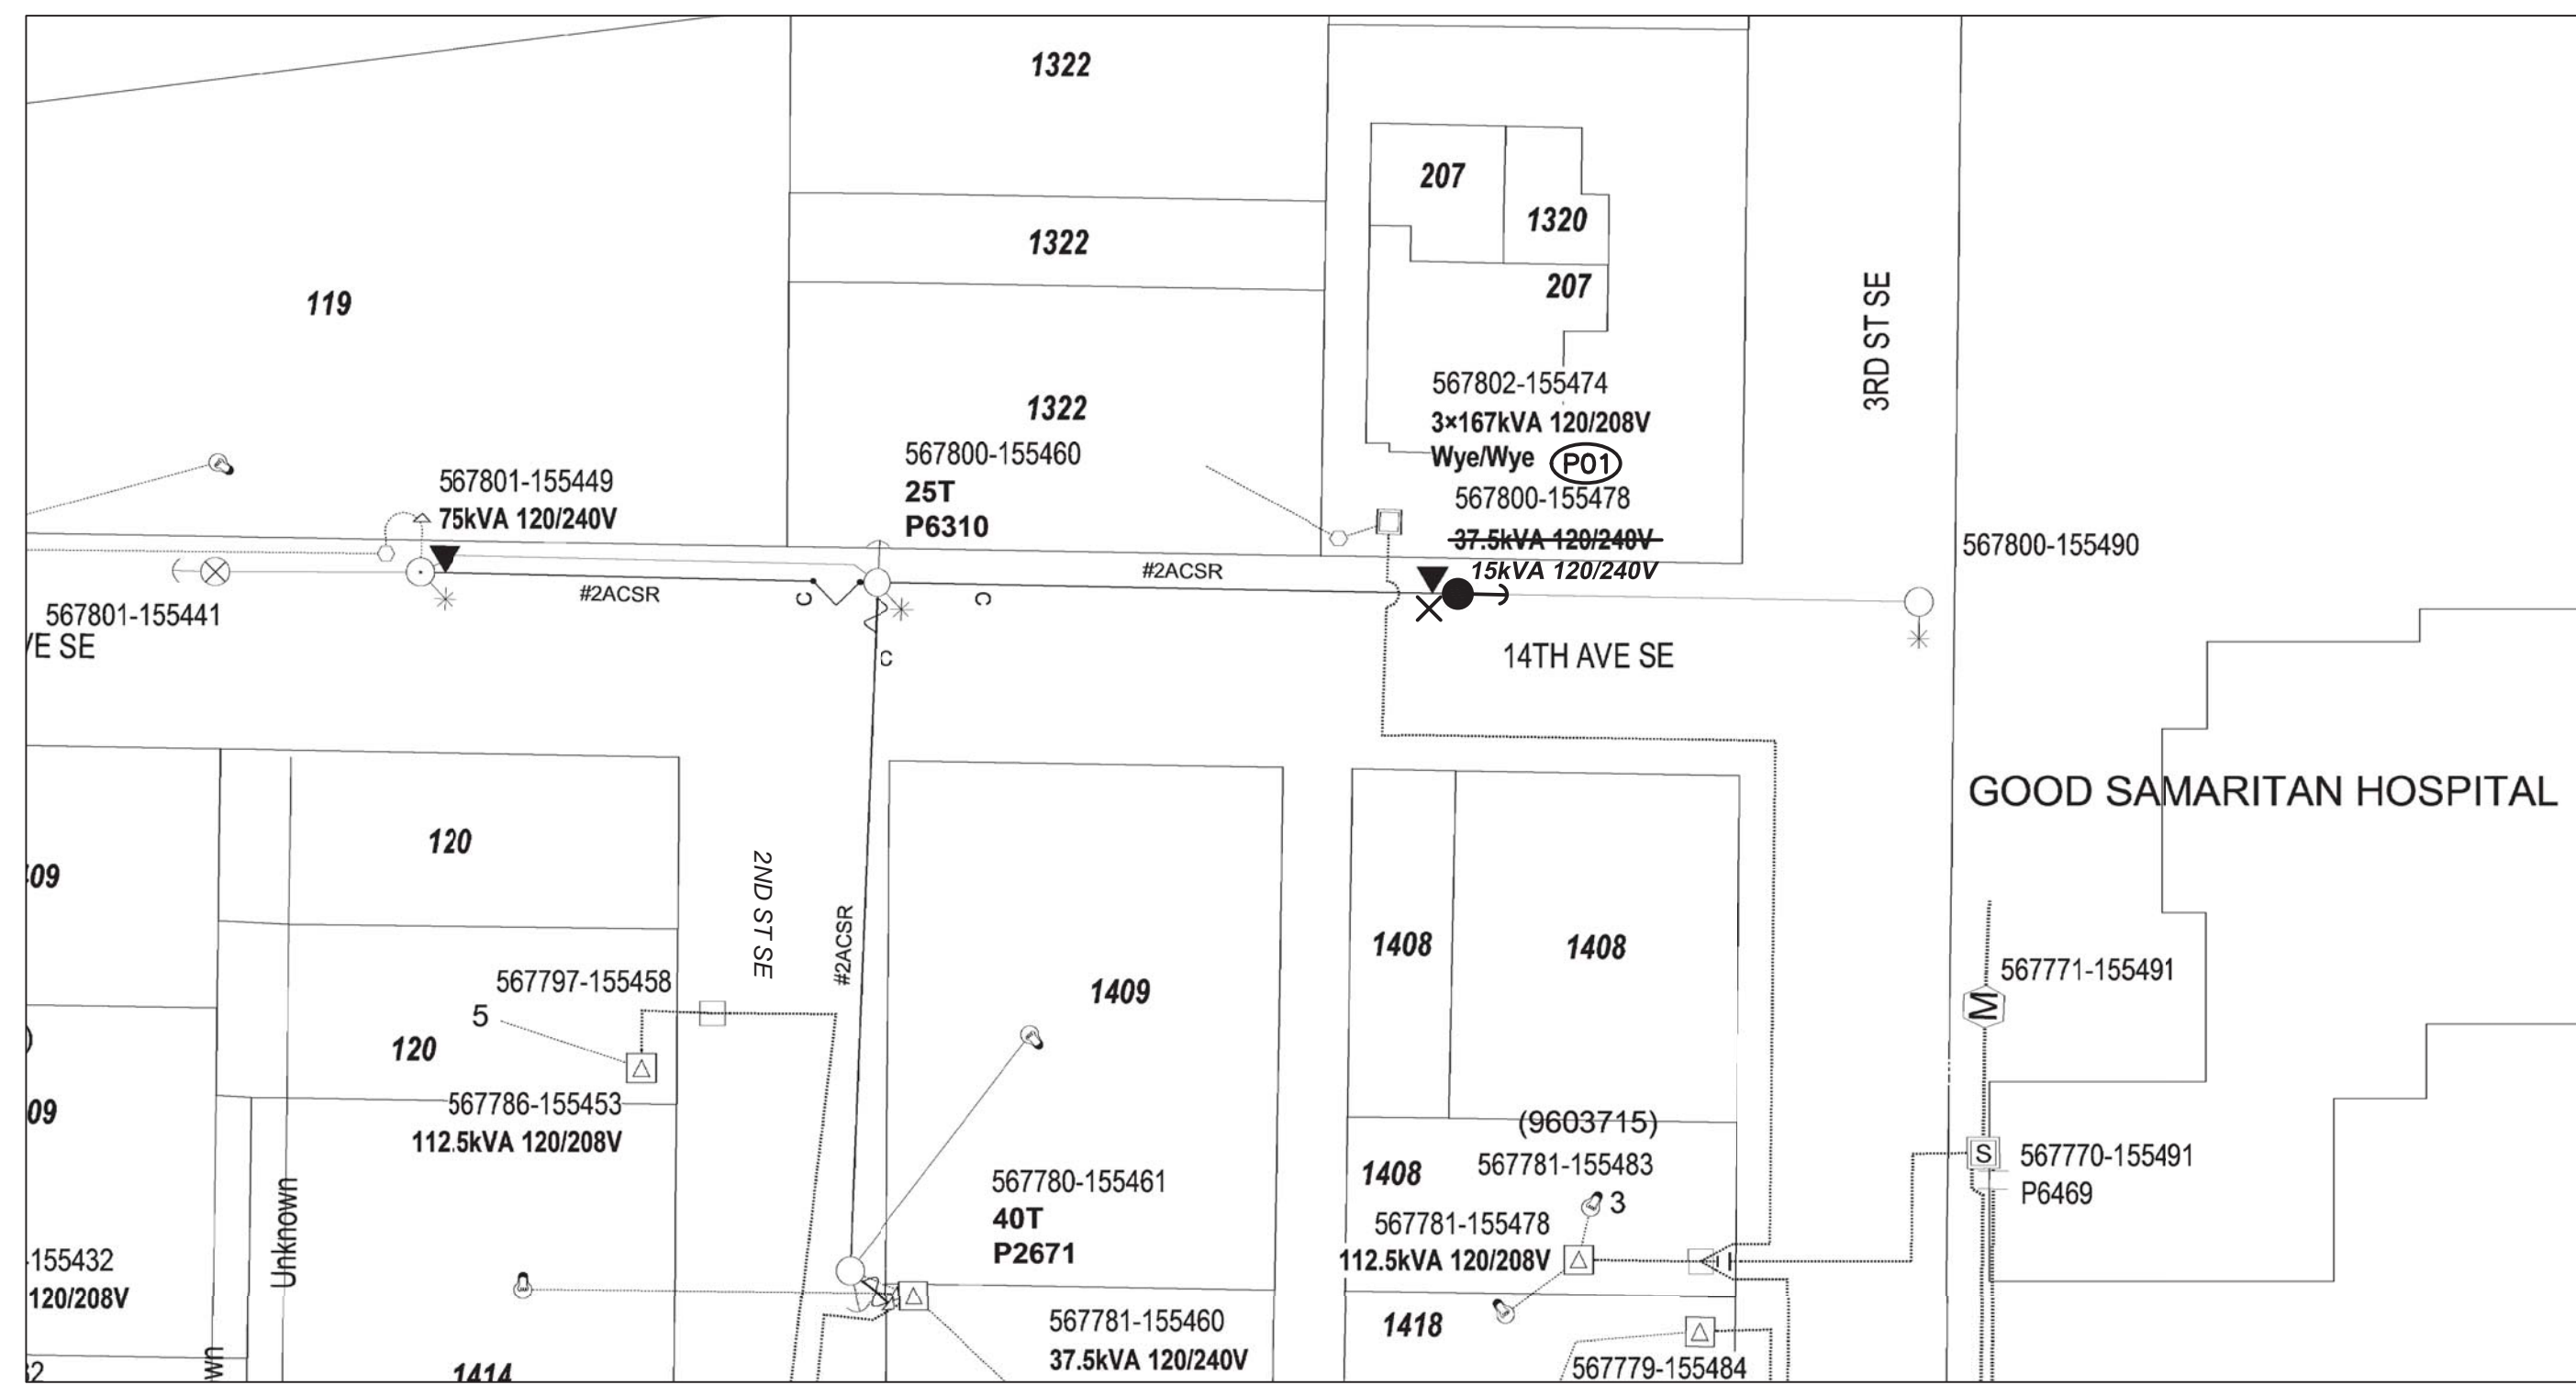 1322
207
1320
1322
207
119
3RD ST SE
567802-155474
3×167kVA 120/208V
Wye/Wye P01
1322
567800-155460
25T
P6310
567801-155449
75kVA 120/240V
567800-155478
37.5kVA 120/240V
15kVA 120/240V
567800-155490
#2ACSR
#2ACSR
C
C
567801-155441
/E SE
C
14TH AVE SE
GOOD SAMARITAN HOSPITAL
120
09
2ND ST SE
#2ACSR
1408
1408
1409
567797-155458
5
120
567771-155491
M
567786-155453
112.5kVA 120/208V
09
(9603715)
567781-155483
1408
3
S
567770-155491
P6469
567780-155461
40T
P2671
567781-155478
112.5kVA 120/208V
Unknown
-155432
120/208V
567781-155460
37.5kVA 120/240V
1418
567779-155484
1414
wn
32